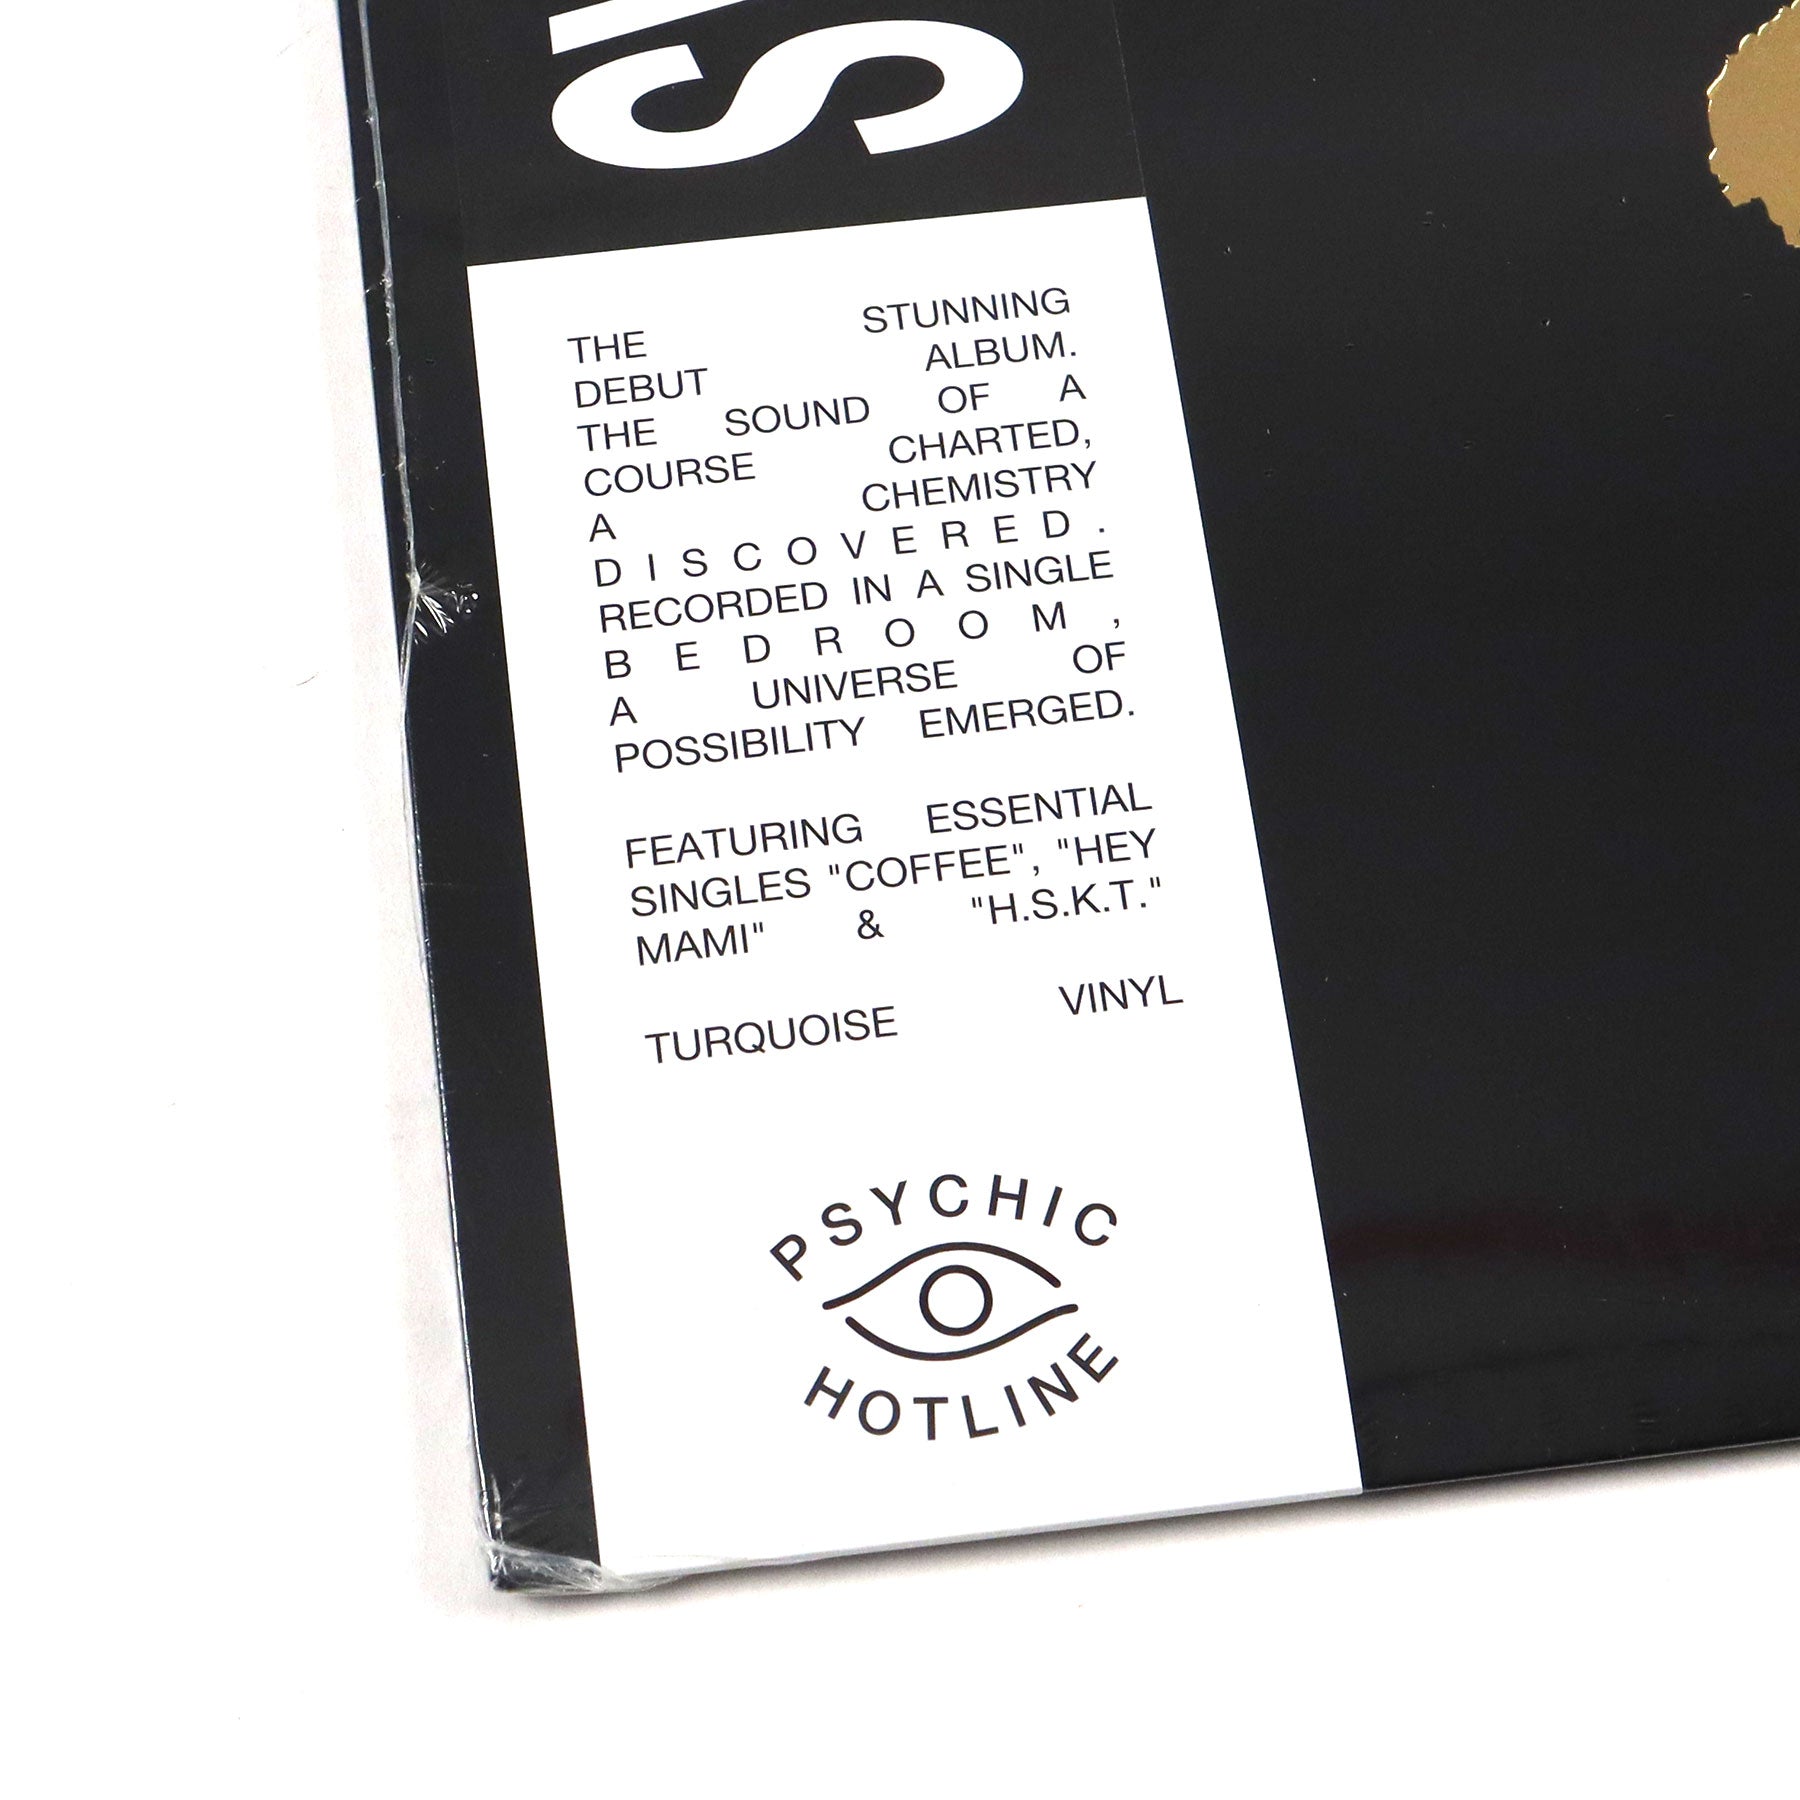 S
THE STUNNING
DEBUT ALBUM.
THE SOUND OF A
COURSE CHARTED,
A CHEMISTRY
DISCOVERED.
RECORDED IN A SINGLE
BEDROOM,
A UNIVERSE OF
POSSIBILITY EMERGED.
FEATURING ESSENTIAL
SINGLES "COFFEE", "HEY
MAMI" & "H.S.K.T."
TURQUOISE VINYL
PSYCHIC
HOTLINE